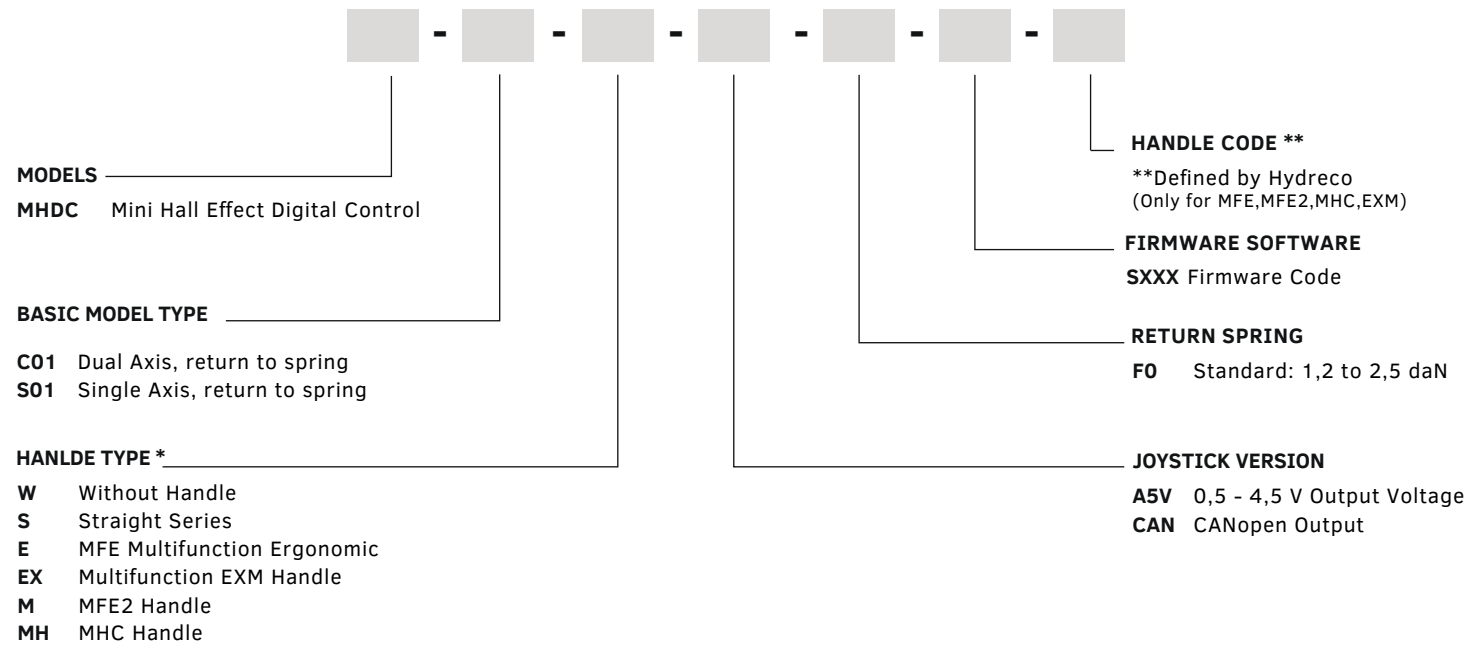 - - - - - -
MODELS
MHDC Mini Hall Effect Digital Control
BASIC MODEL TYPE
C01 Dual Axis, return to spring
S01 Single Axis, return to spring
HANLDE TYPE *
W Without Handle
S Straight Series
E MFE Multifunction Ergonomic
EX Multifunction EXM Handle
M MFE2 Handle
MH MHC Handle
HANDLE CODE **
**Defined by Hydreco
(Only for MFE,MFE2,MHC,EXM)
FIRMWARE SOFTWARE
SXXX Firmware Code
RETURN SPRING
F0 Standard: 1,2 to 2,5 daN
JOYSTICK VERSION
A5V 0,5 - 4,5 V Output Voltage
CAN CANopen Output